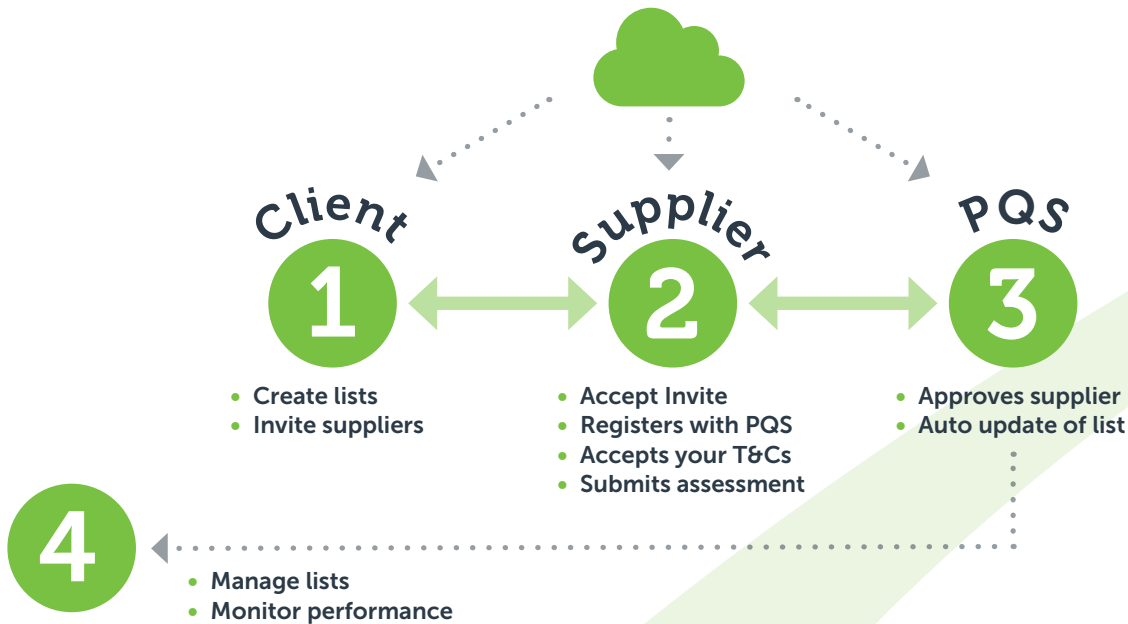 Client
Supplier
PQS
1
2
3
• Create lists
• Invite suppliers
• Accept Invite
• Registers with PQS
• Accepts your T&Cs
• Submits assessment
• Approves supplier
• Auto update of list
4
• Manage lists
• Monitor performance